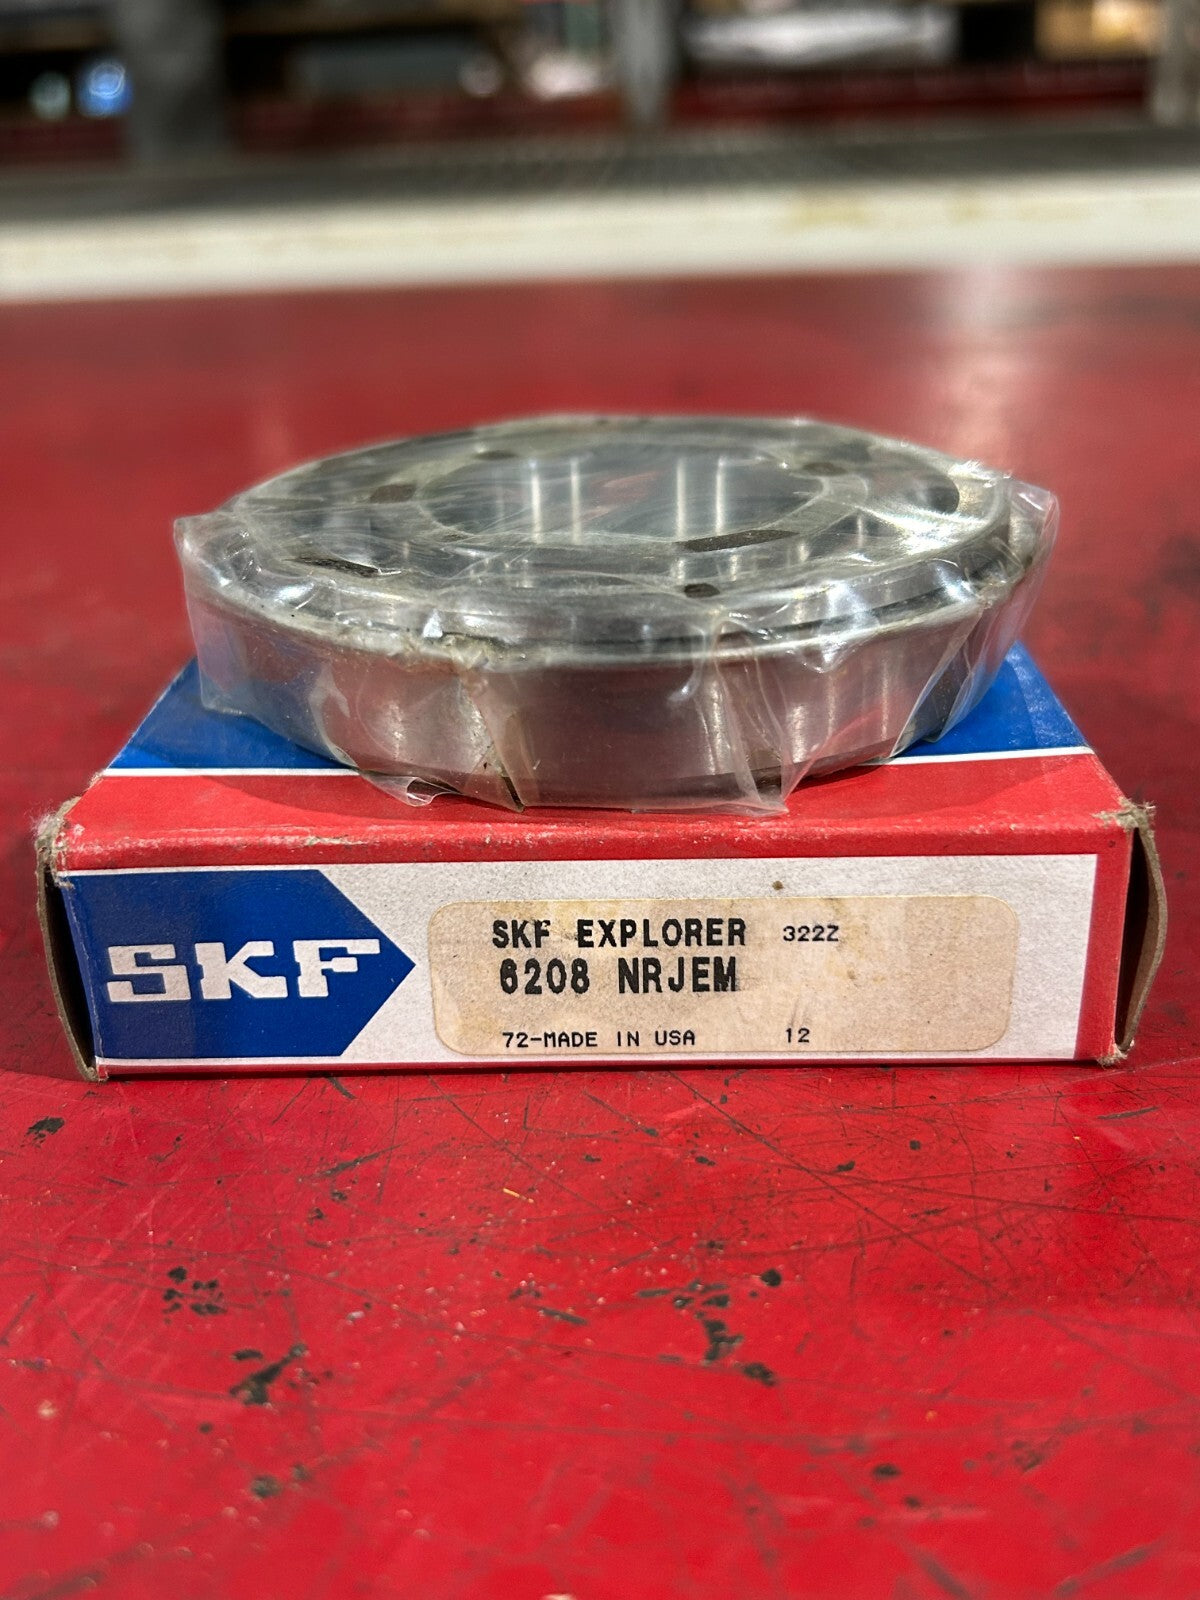 SKF
SKF EXPLORER 322Z
6208 NRJEM
72-MADE IN USA 12